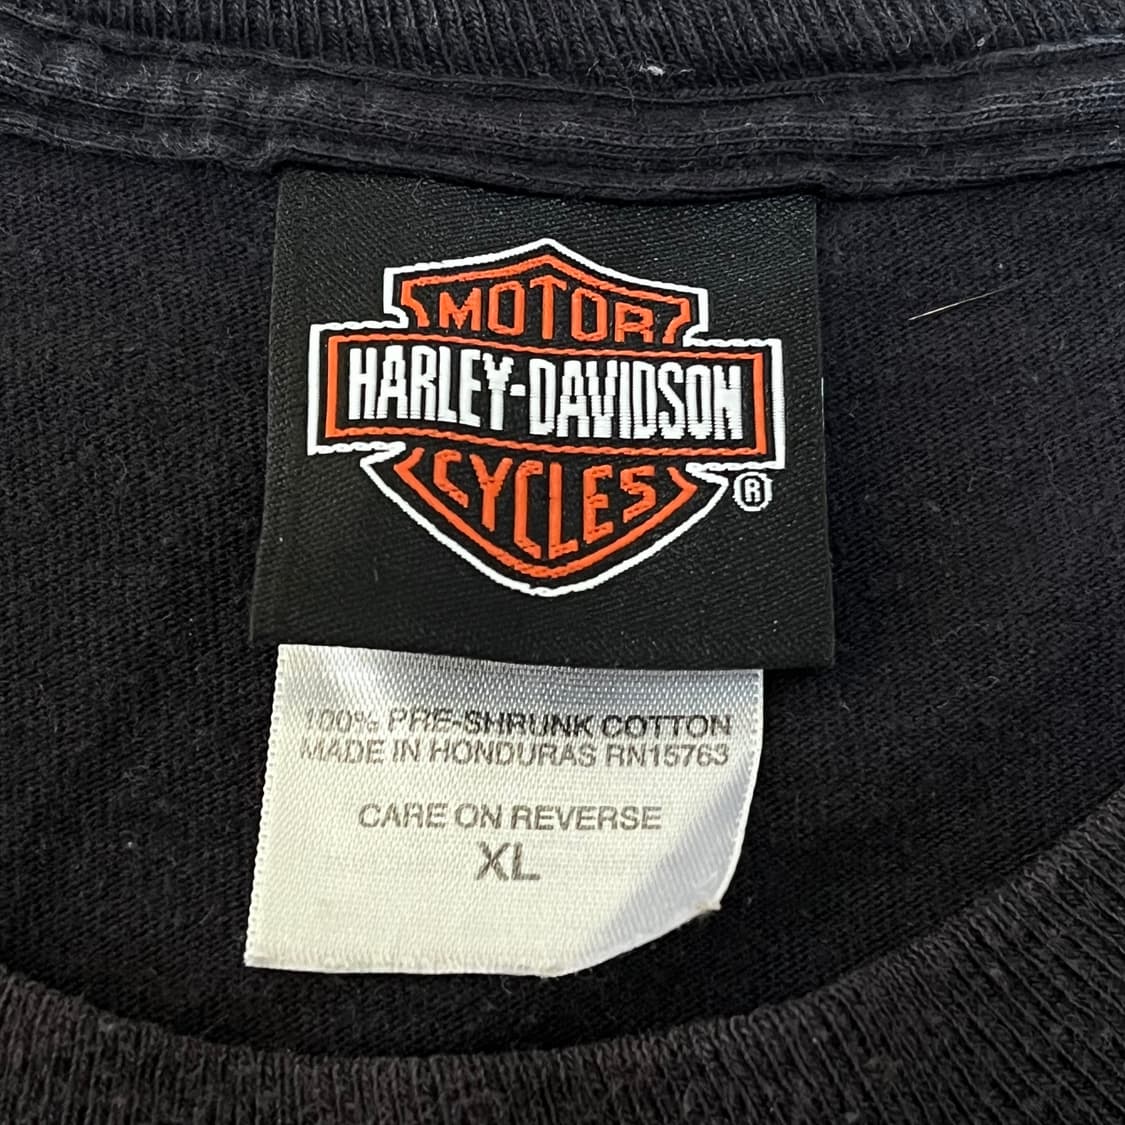 MOTOR
HARLEY-DAVIDSON
CYCLES
®
100% PRE-SHRUNK COTTON
MADE IN HONDURAS RN15763
CARE ON REVERSE
XL